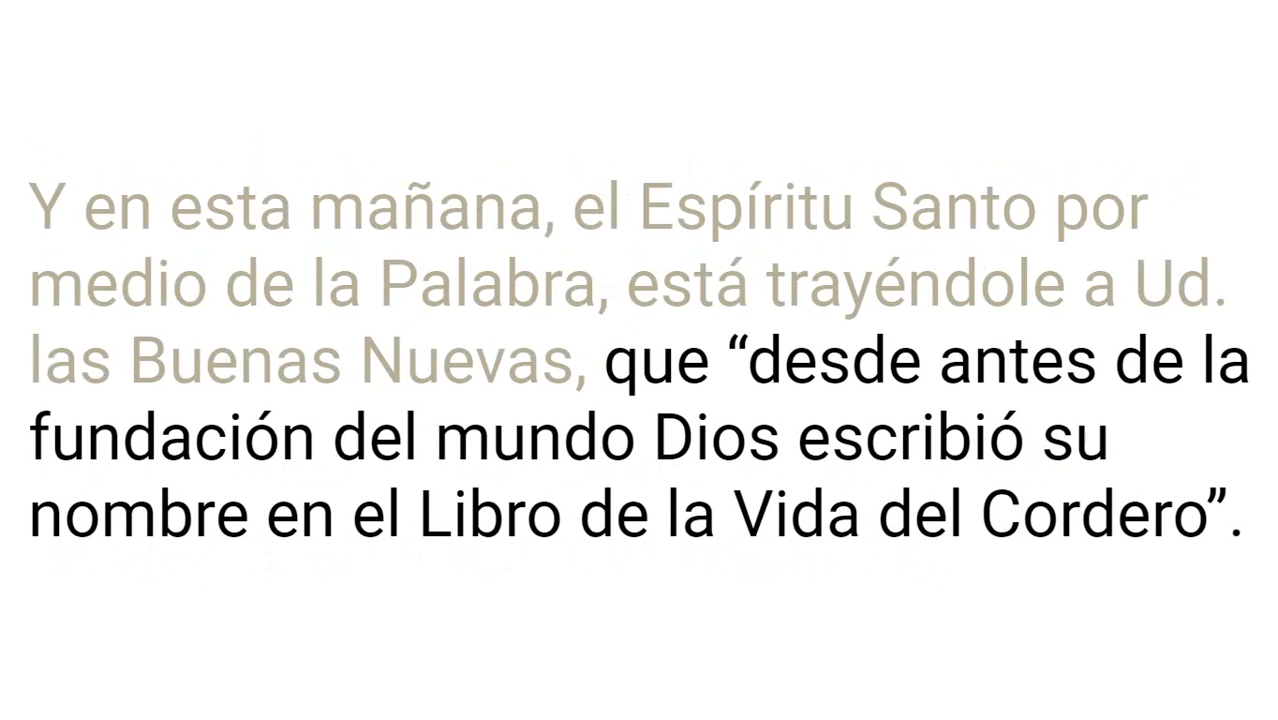 Y en esta mañana, el Espíritu Santo por
medio de la Palabra, está trayéndole a Ud.
las Buenas Nuevas, que “desde antes de la
fundación del mundo Dios escribió su
nombre en el Libro de la Vida del Cordero”.